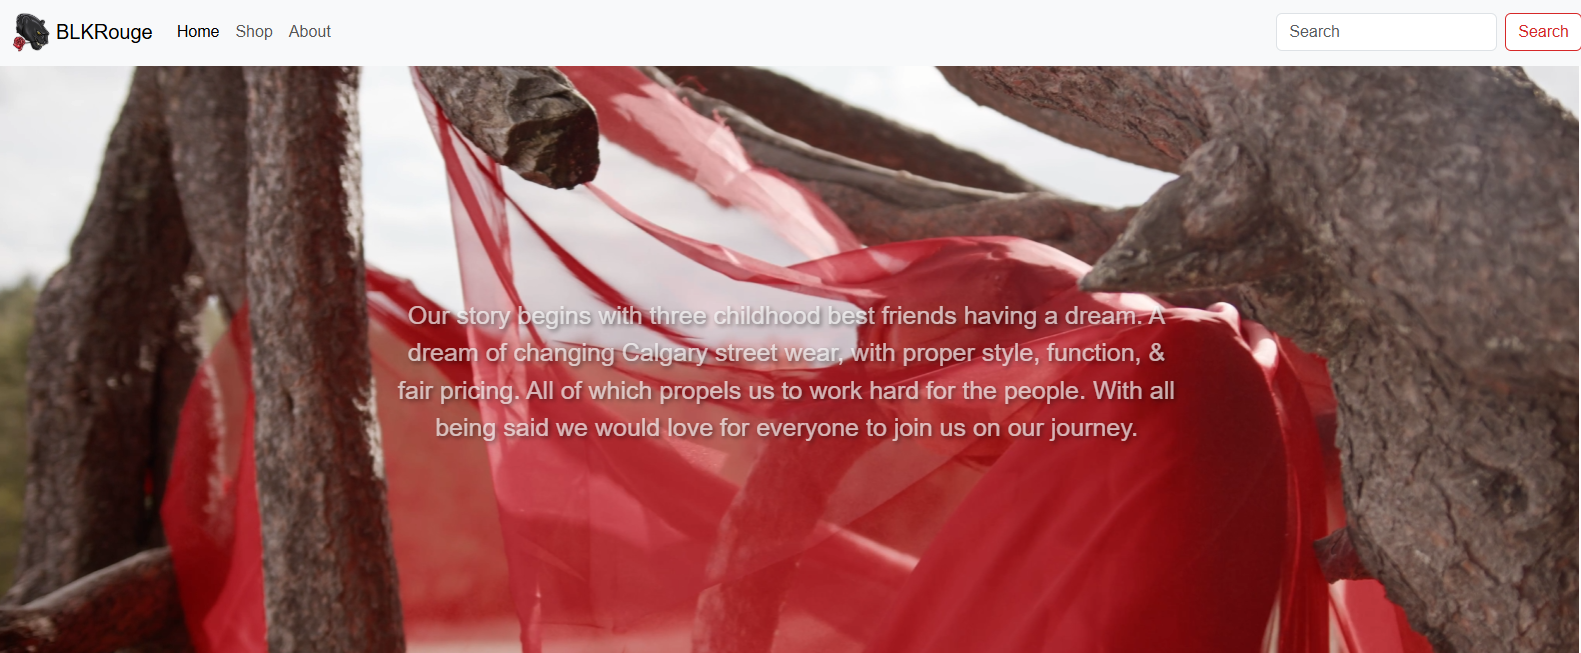 BLKRouge Home Shop About Search Search
Our story begins with three childhood best friends having a dream. A
dream of changing Calgary street wear, with proper style, function, &
fair pricing. All of which propels us to work hard for the people. With all
being said we would love for everyone to join us on our journey.